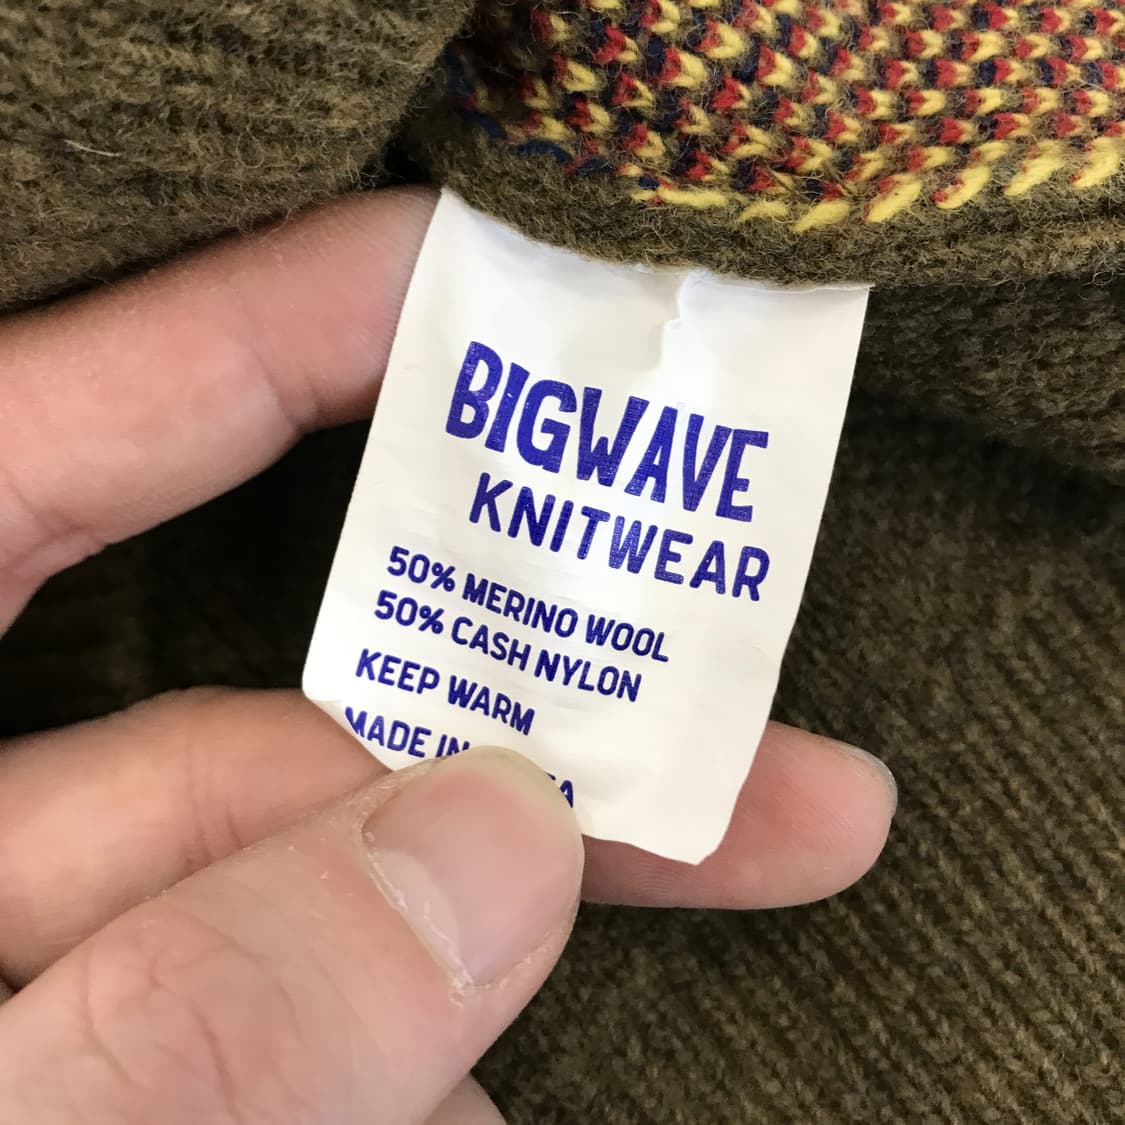 BIGWAVE
KNITWEAR
50% MERINO WOOL
50% CASH NYLON
KEEP WARM
MADE IN